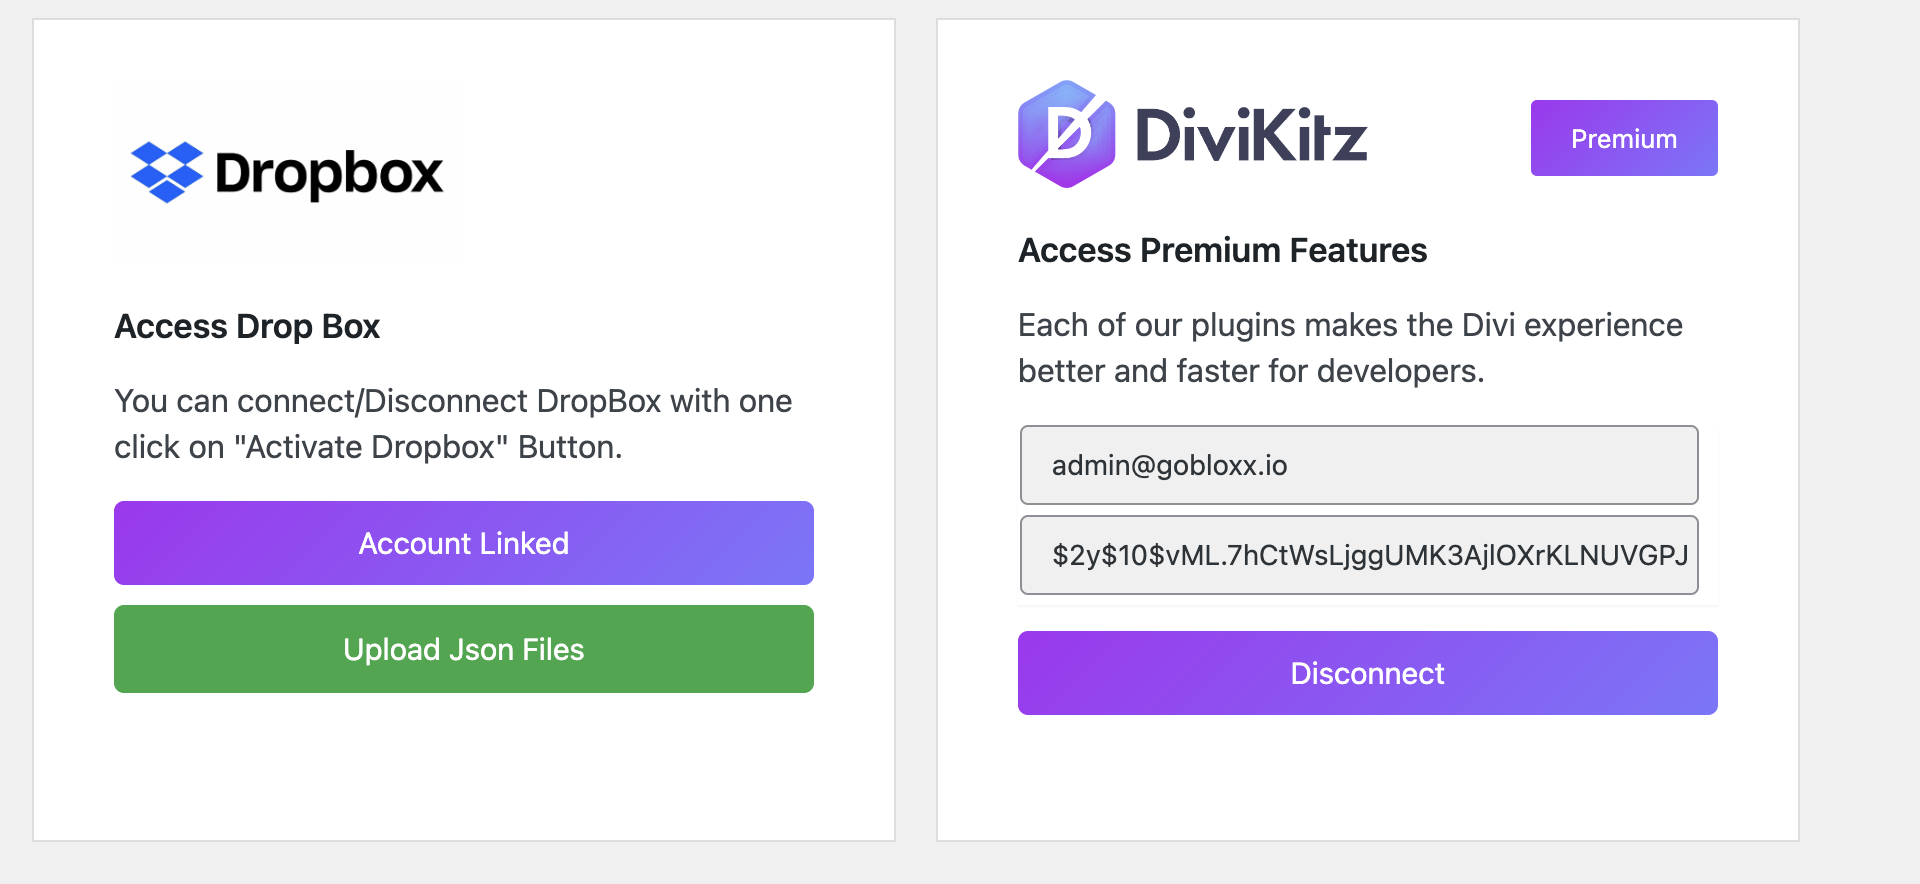 Dropbox
Access Drop Box
You can connect/Disconnect DropBox with one
click on "Activate Dropbox" Button.
Account Linked
Upload Json Files
DiviKitz
Premium
Access Premium Features
Each of our plugins makes the Divi experience
better and faster for developers.
admin@gobloxx.io
$2y$10$vML.7hCtWsLjggUMK3AjlOXrKLNUVGPJ
Disconnect